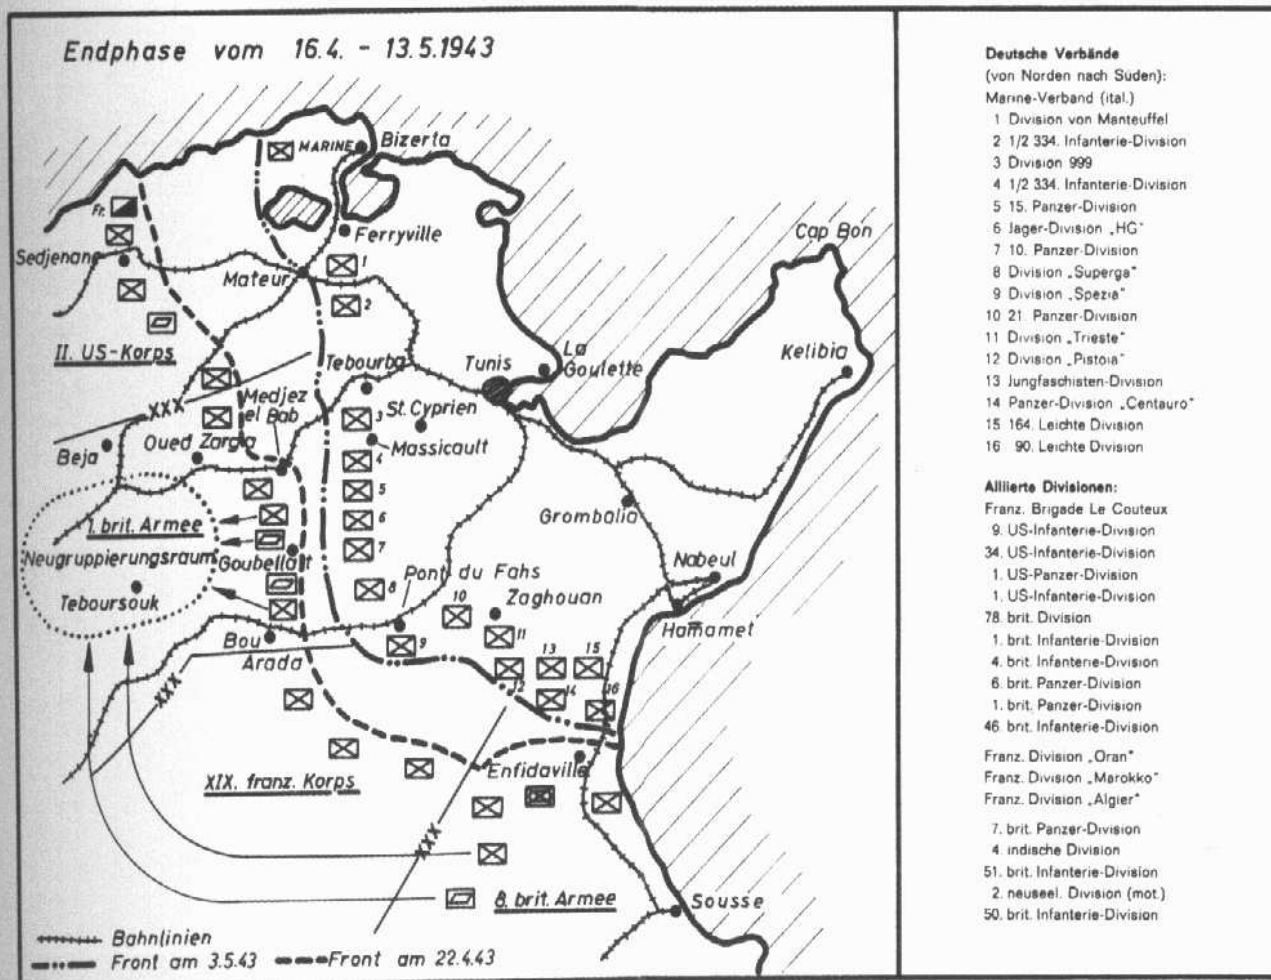 Endphase vom 16.4. - 13.5.1943
MARINE
Bizerta
Fr.
Ferryville
Sedjenane
Mateur
1
2
Cap Bon
II. US-Korps
Tebourba
Tunis
La
Goulette
Kelibia
XXX
Medjez
el Bab
3
St. Cyprien
Beja
Oued Zarga
Massicault
4
5
1. brit. Armee
6
Grombalia
Neugruppierungsraum
Goubellat
7
Nabeul
Teboursouk
8
Pont du Fahs
10
Zaghouan
Hamamet
Bou
Arada
9
11
XXX
12
13
15
14
16
XIX. franz. Korps
Enfidaville
XXX
8. brit. Armee
Sousse
Bahnlinien
Front am 3.5.43
Front am 22.4.43
Deutsche Verbände
(von Norden nach Süden):
Marine-Verband (ital.)
1 Division von Manteuffel
2 1/2 334. Infanterie-Division
3 Division 999
4 1/2 334. Infanterie-Division
5 15. Panzer-Division
6 Jäger-Division „HG"
7 10. Panzer-Division
8 Division „Superga"
9 Division „Spezia"
10 21. Panzer-Division
11 Division „Trieste"
12 Division „Pistoia"
13 Jungfaschisten-Division
14 Panzer-Division „Centauro"
15 164. Leichte Division
16 90. Leichte Division
Alliierte Divisionen:
Franz. Brigade Le Couteux
9. US-Infanterie-Division
34. US-Infanterie-Division
1. US-Panzer-Division
1. US-Infanterie-Division
78. brit. Division
1. brit. Infanterie-Division
4. brit. Infanterie-Division
6. brit. Panzer-Division
1. brit. Panzer-Division
46. brit. Infanterie-Division
Franz. Division „Oran"
Franz. Division „Marokko"
Franz. Division „Algier"
7. brit. Panzer-Division
4. indische Division
51. brit. Infanterie-Division
2. neuseel. Division (mot.)
50. brit. Infanterie-Division